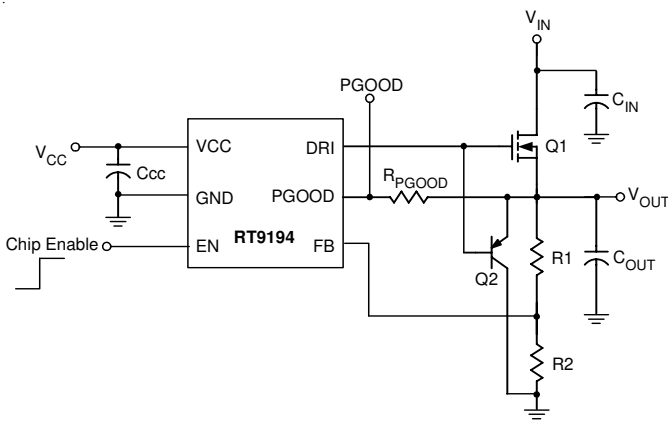 V_IN
PGOOD
C_IN
VCC
DRI
Q1
V_CC
Ccc
R_PGOOD
GND
PGOOD
V_OUT
Chip Enable
EN
RT9194
FB
Q2
R1
C_OUT
R2